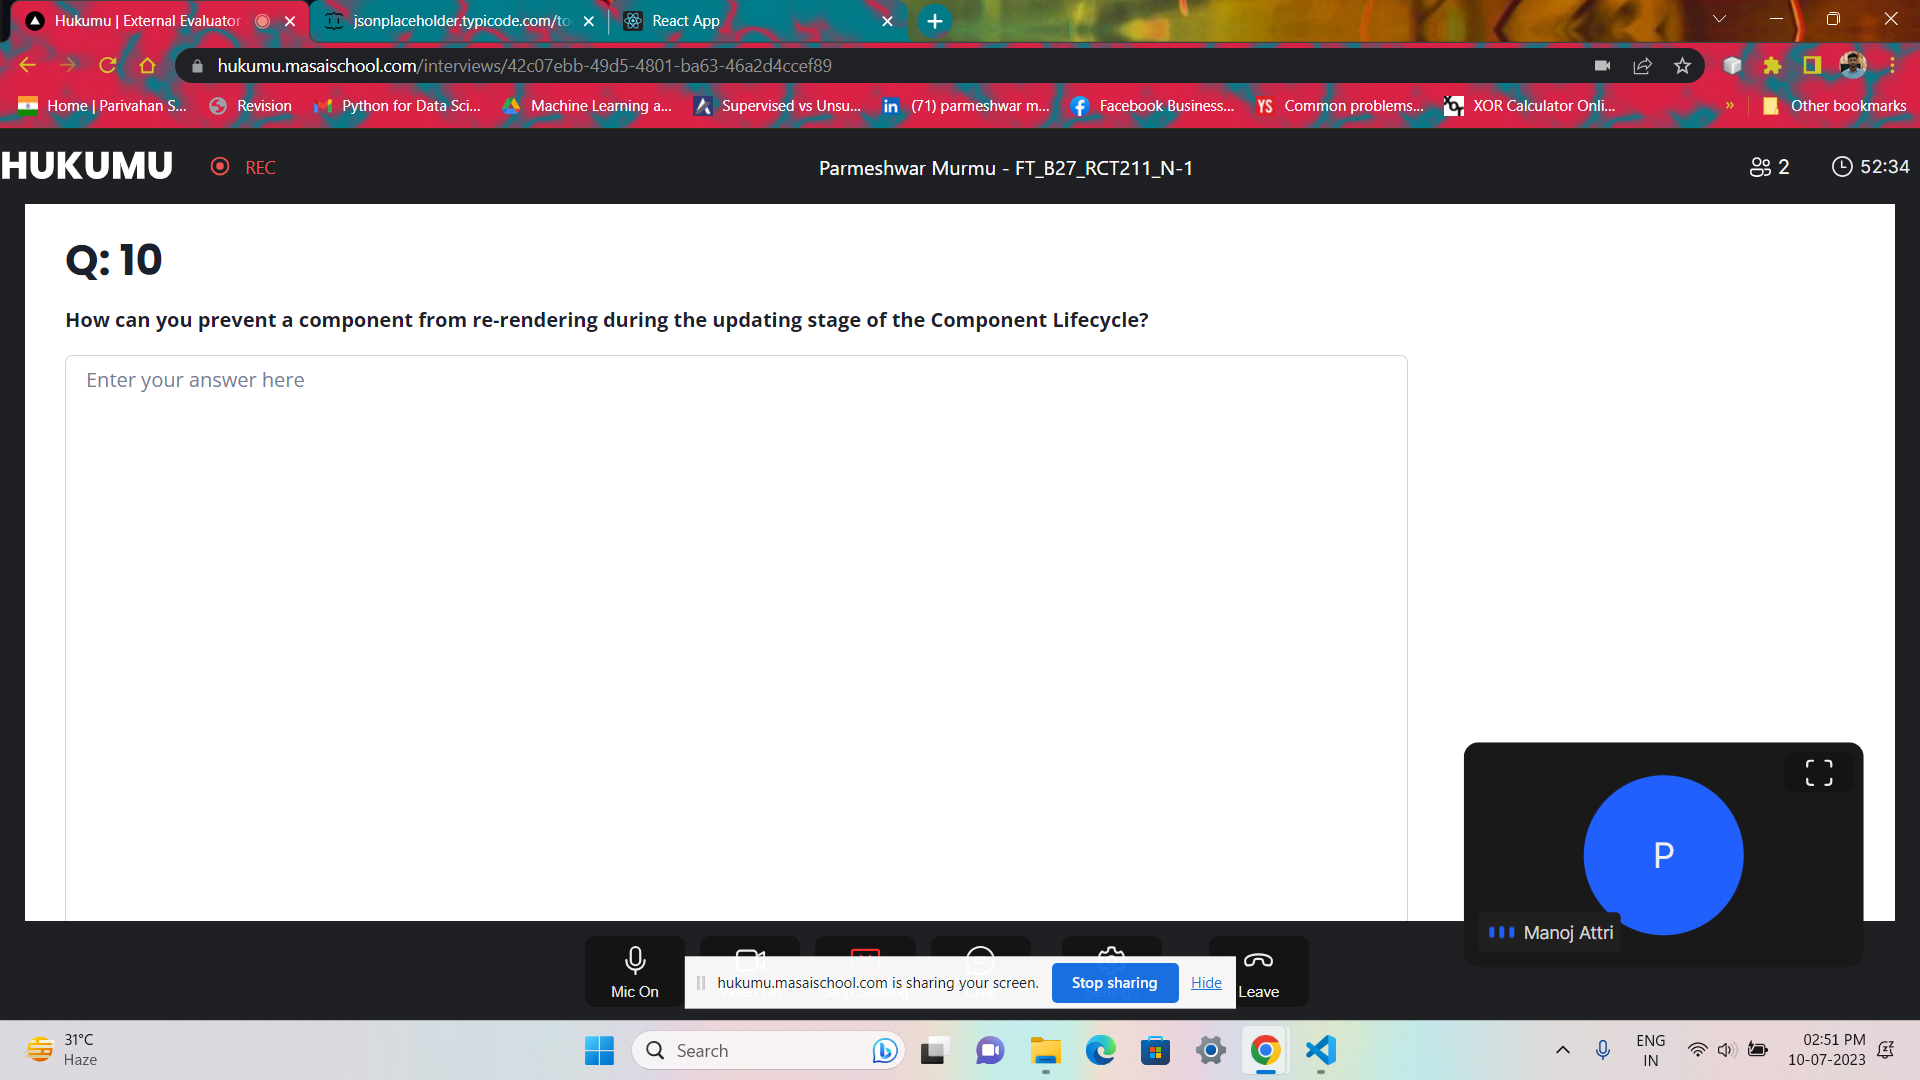 Hukumu | External Evaluator
jsonplaceholder.typicode.com/to
React App
hukumu.masaischool.com/interviews/42c07ebb-49d5-4801-ba63-46a2d4ccef89
Home | Parivahan S...
Revision
Python for Data Sci...
Machine Learning a...
Supervised vs Unsu...
(71) parmeshwar m...
Facebook Business...
YS
Common problems...
XOR Calculator Onli...
»
Other bookmarks
HUKUMU
REC
Parmeshwar Murmu - FT_B27_RCT211_N-1
2
52:34
Q: 10
How can you prevent a component from re-rendering during the updating stage of the Component Lifecycle?
Enter your answer here
P
Manoj Attri
Mic On
hukumu.masaischool.com is sharing your screen.
Stop sharing
Hide
Leave
31°C
Haze
Search
ENG
IN
02:51 PM
10-07-2023